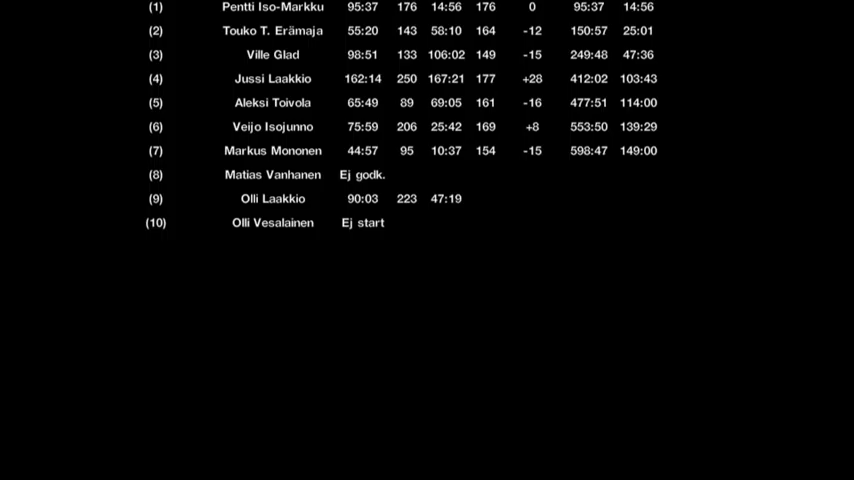 (1) Pentti Iso-Markku 95:37 176 14:56 176 0 95:37 14:56
(2) Touko T. Erämaja 55:20 143 58:10 164 -12 150:57 25:01
(3) Ville Glad 98:51 133 106:02 149 -15 249:48 47:36
(4) Jussi Laakkio 162:14 250 167:21 177 +28 412:02 103:43
(5) Aleksi Toivola 65:49 89 69:05 161 -16 477:51 114:00
(6) Veijo Isojunno 75:59 206 25:42 169 +8 553:50 139:29
(7) Markus Mononen 44:57 95 10:37 154 -15 598:47 149:00
(8) Matias Vanhanen Ej godk.
(9) Olli Laakkio 90:03 223 47:19
(10) Olli Vesalainen Ej start